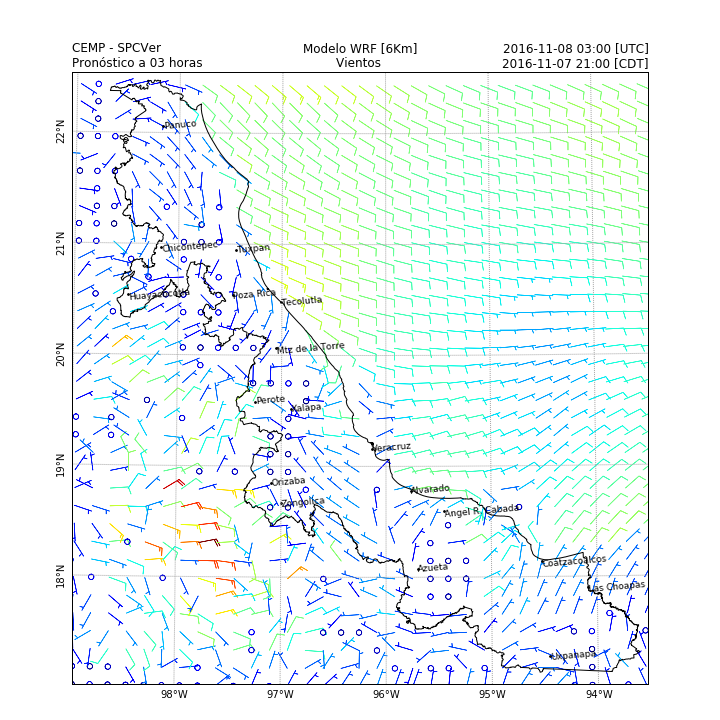 CEMP - SPCVer Modelo WRF [6Km] 2016-11-08 03:00 [UTC]
Pronóstico a 03 horas Vientos 2016-11-07 21:00 [CDT]
22°N
Panuco
21°N
Chicontepec Tuxpan
Huayacocotla Poza Rica
Tecolutla
20°N
Mtz de la Torre
Perote
Xalapa
Veracruz
19°N
Orizaba
Alvarado
Zongolica
Angel R. Cabada
18°N
Azueta
Coatzacoalcos
Las Choapas
Uxpanapa
98°W 97°W 96°W 95°W 94°W